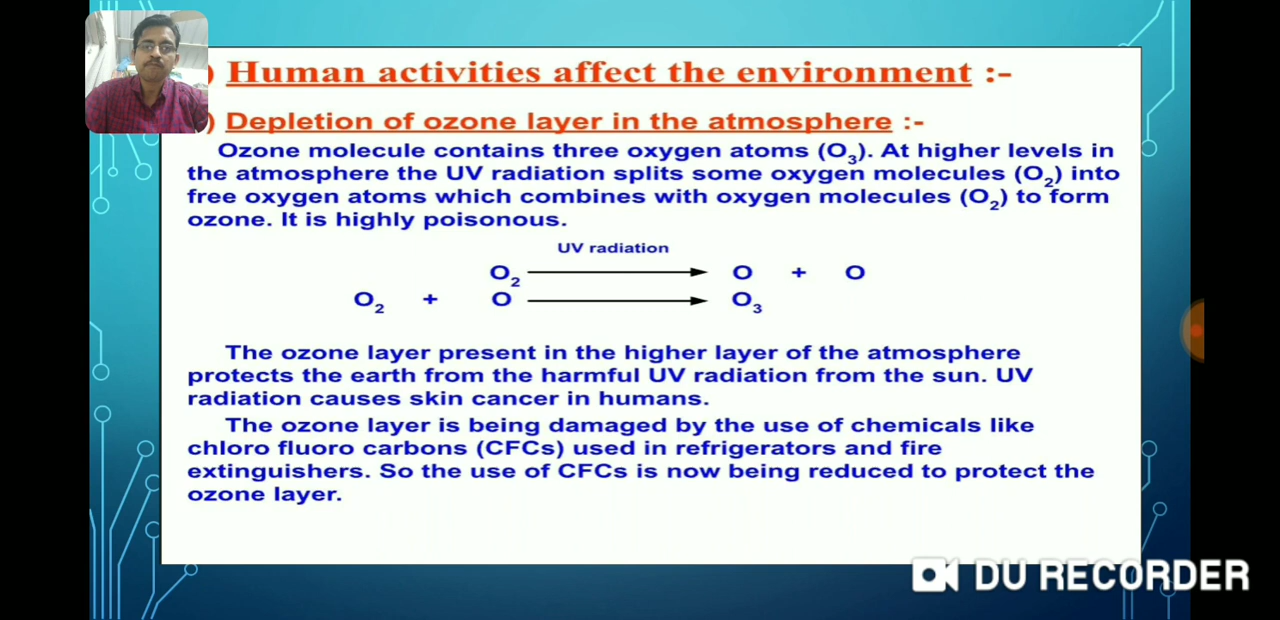 ) Human activities affect the environment :-
) Depletion of ozone layer in the atmosphere :-
Ozone molecule contains three oxygen atoms (O₃). At higher levels in
the atmosphere the UV radiation splits some oxygen molecules (O₂) into
free oxygen atoms which combines with oxygen molecules (O₂) to form
ozone. It is highly poisonous.
UV radiation
O₂ ⟶ O + O
O₂ + O ⟶ O₃
The ozone layer present in the higher layer of the atmosphere
protects the earth from the harmful UV radiation from the sun. UV
radiation causes skin cancer in humans.
The ozone layer is being damaged by the use of chemicals like
chloro fluoro carbons (CFCs) used in refrigerators and fire
extinguishers. So the use of CFCs is now being reduced to protect the
ozone layer.
DU RECORDER